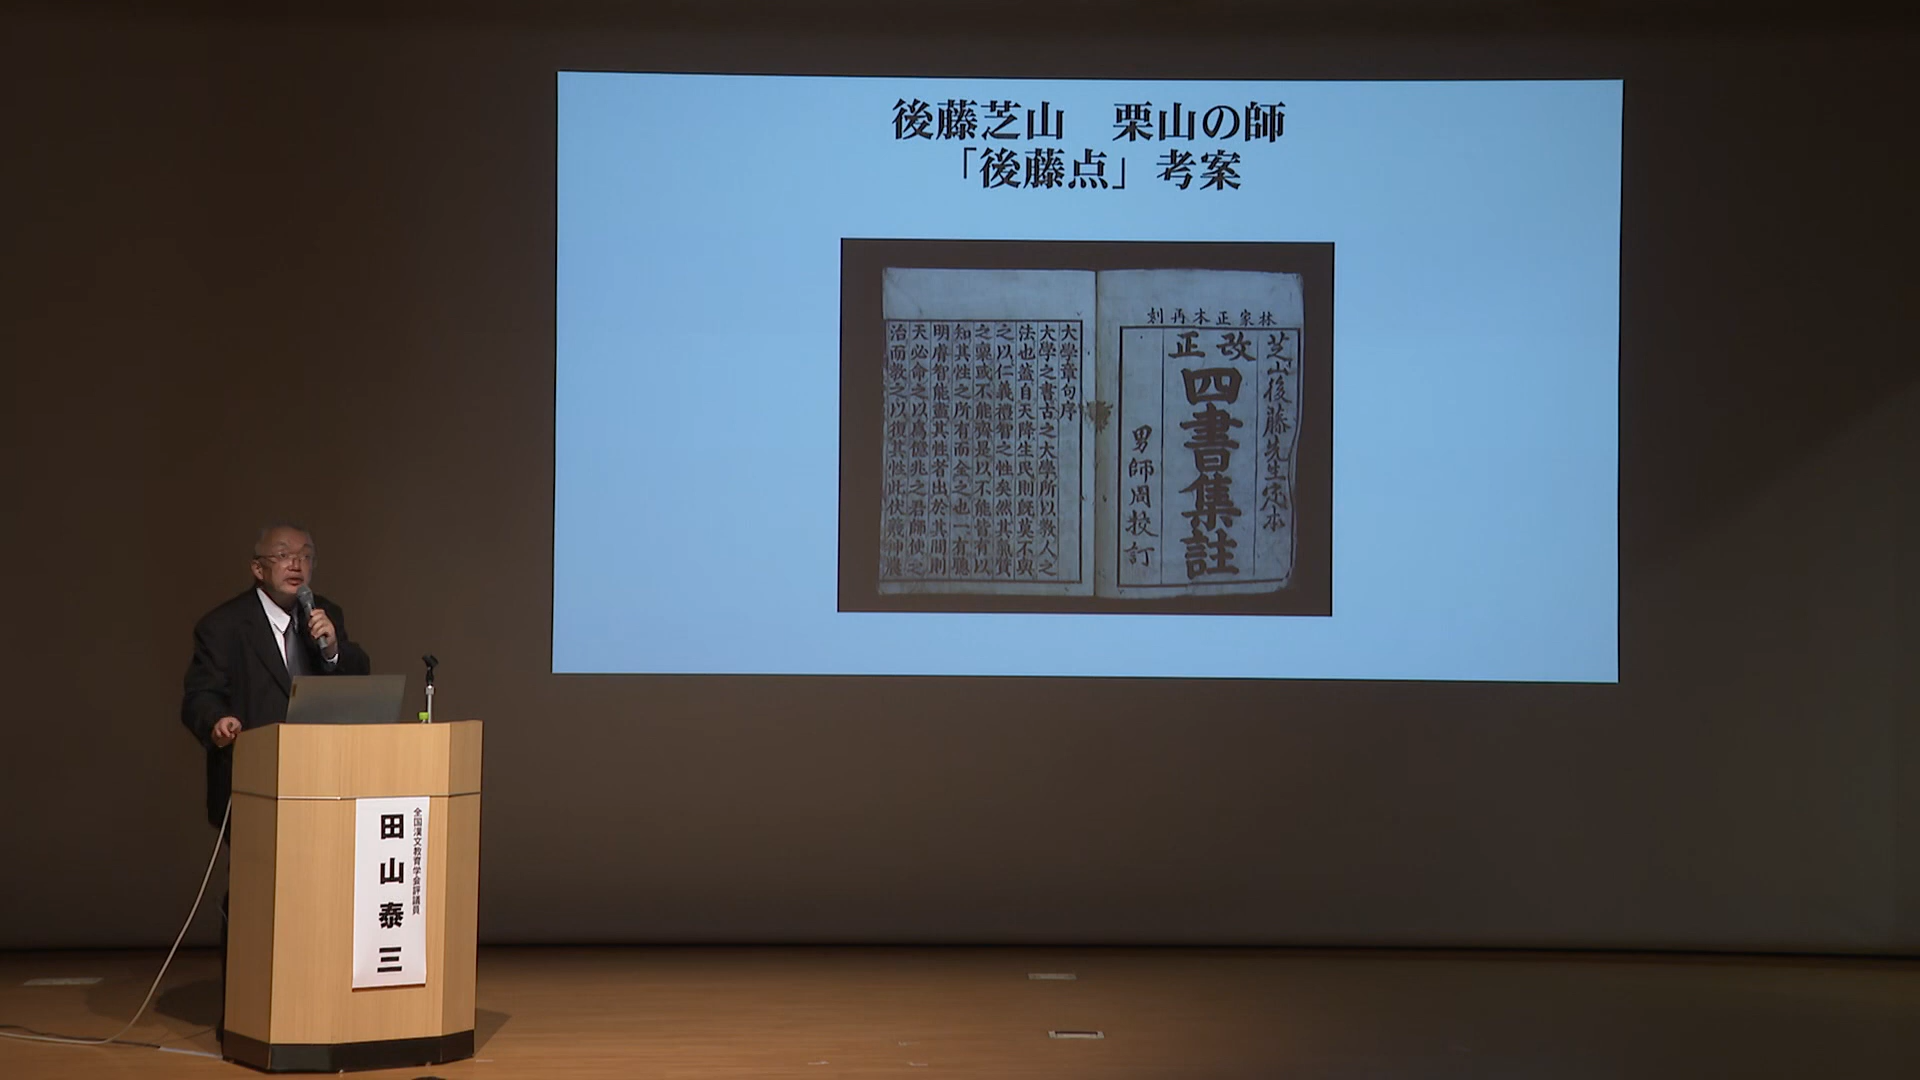 後藤芝山　栗山の師
「後藤点」考案
林家正本再刻
芝山後藤先生定本
改正
四書集註
男師周校訂
大學章句序
大學之書古之大學所以教人之
法也蓋自天降生民則既莫不與
之以仁義禮智之性矣然其氣質
之稟或不能齊是以不能皆有以
知其性之所有而全之也一有聰
明睿智能盡其性者出於其間則
天必命之以爲億兆之君師使之
治而教之以復其性此伏羲神農
全国漢文教育学会評議員
田山泰三